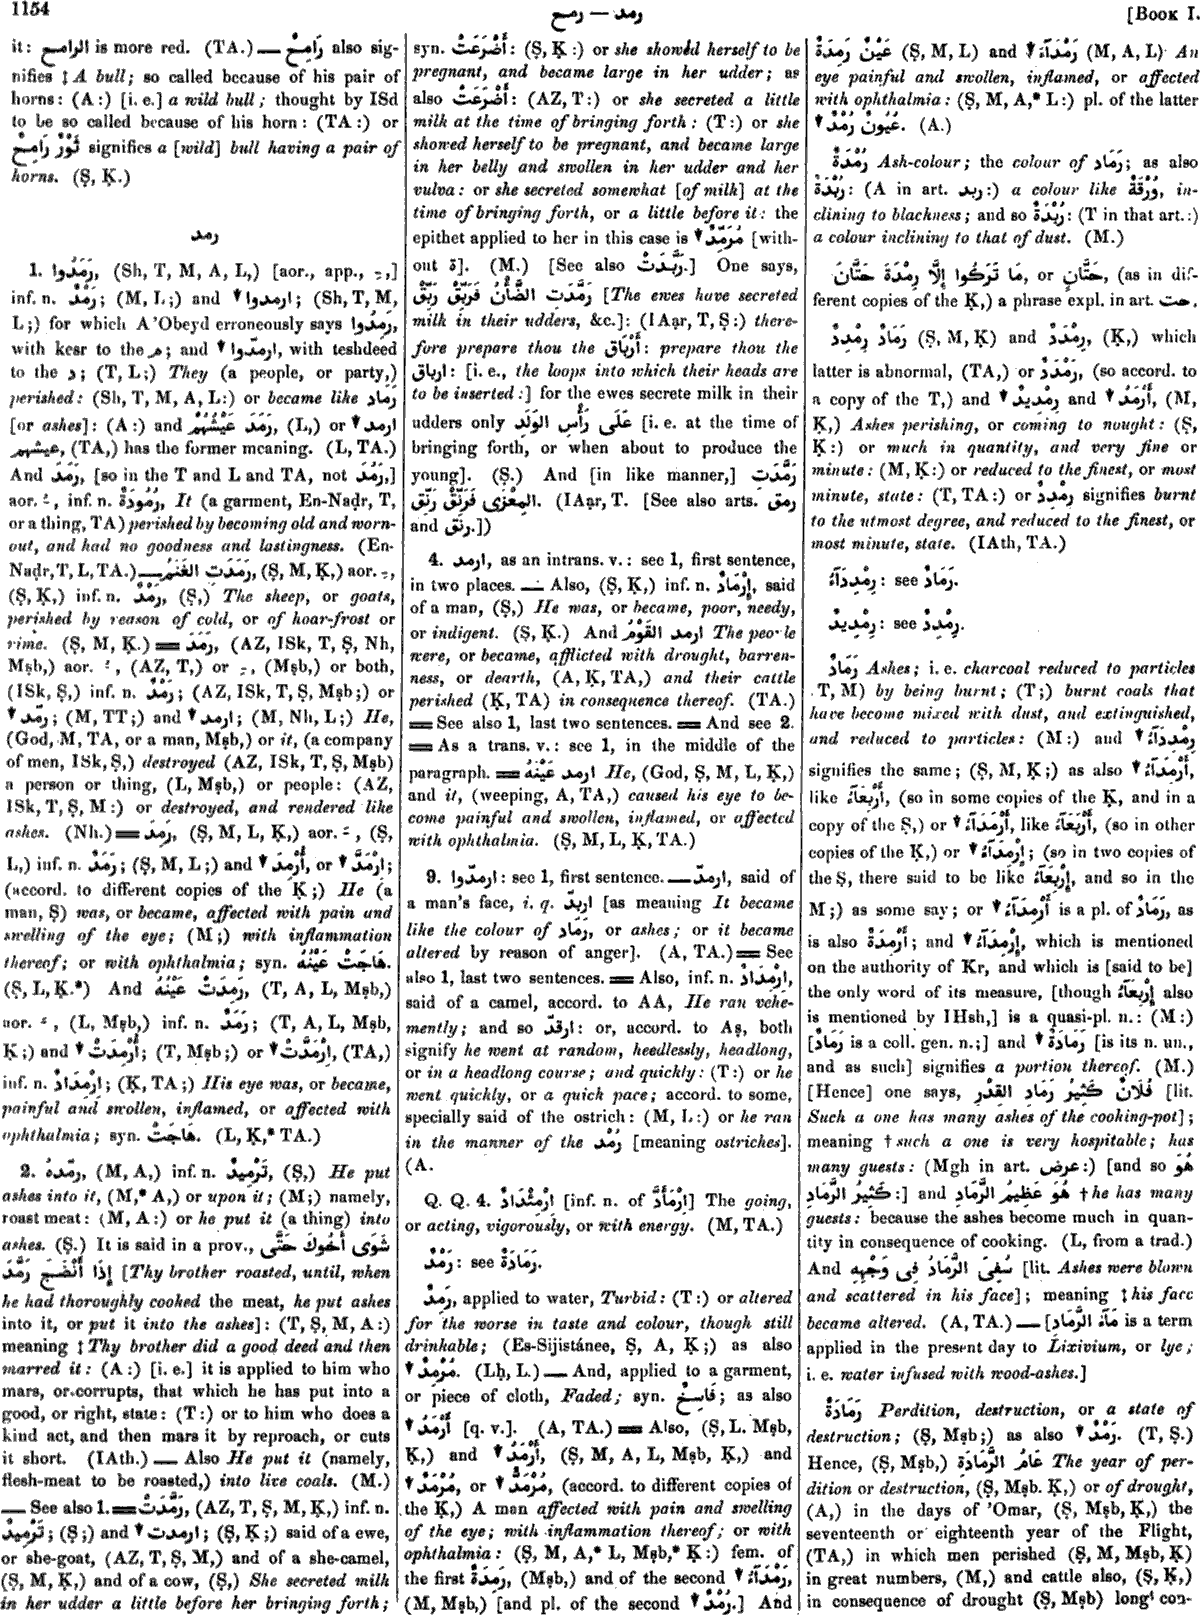 1154
رمد — رمح
[BOOK I.
it: الرامح is more red. (TA.) — رَامِحٌ also sig-
nifies ‡ A bull; so called because of his pair of
horns: (A:) [i. e.] a wild bull; thought by ISd
to be so called because of his horn: (TA:) or
ثَوْرٌ رَامِحٌ signifies a [wild] bull having a pair of
horns. (Ṣ, Ḳ.)
رمد
1. رَمَدُوا, (Sh, T, M, A, L,) [aor., app., ـِ,]
inf. n. رَمْدٌ; (M, L;) and ▼ ارمدوا; (Sh, T, M,
L;) for which A'Obeyd erroneously says رَمِدُوا,
with kesr to the م; and ▼ ارمدّوا, with teshdeed
to the د; (T, L;) They (a people, or party,)
perished: (Sh, T, M, A, L:) or became like رَمَاد
[or ashes]: (A:) and رَمَدَ عَيْشُهُمْ, (L,) or ▼ ارمد
عيشهم, (TA,) has the former meaning. (L, TA.)
And رَمَدَ, [so in the T and L and TA, not رَمُدَ,]
aor. ـُ, inf. n. رُمُودَةٌ, It (a garment, En-Naḍr, T,
or a thing, TA) perished by becoming old and worn-
out, and had no goodness and lastingness. (En-
Naḍr, T, L, TA.) — رَمَدَتِ الغَنَمُ, (Ṣ, M, Ḳ,) aor. ـِ,
(Ṣ, Ḳ,) inf. n. رَمْدٌ, (Ṣ,) The sheep, or goats,
perished by reason of cold, or of hoar-frost or
rime. (Ṣ, M, Ḳ.) = رَمَدَ, (AZ, ISk, T, Ṣ, Nh,
Mṣb,) aor. ـُ, (AZ, T,) or ـِ, (Mṣb,) or both,
(ISk, Ṣ,) inf. n. رَمْدٌ; (AZ, ISk, T, Ṣ, Mṣb;) or
▼ رمّد; (M, TT;) and ▼ ارمد; (M, Nh, L;) He,
(God, M, TA, or a man, Mṣb,) or it, (a company
of men, ISk, Ṣ,) destroyed (AZ, ISk, T, Ṣ, Mṣb)
a person or thing, (L, Mṣb,) or people: (AZ,
ISk, T, Ṣ, M:) or destroyed, and rendered like
ashes. (Nh.) = رَمِدَ, (Ṣ, M, L, Ḳ,) aor. ـَ, (Ṣ,
L,) inf. n. رَمَدٌ; (Ṣ, M, L;) and ▼ أَرْمَدَ, or ▼ ارْمَدَّ;
(accord. to different copies of the Ḳ;) He (a
man, Ṣ) was, or became, affected with pain and
swelling of the eye; (M;) with inflammation
thereof; or with ophthalmia; syn. هَاجَتْ عَيْنُهُ.
(Ṣ, L, Ḳ.*) And رَمِدَتْ عَيْنُهُ, (T, A, L, Mṣb,)
aor. ـَ, (L, Mṣb,) inf. n. رَمَدٌ; (T, A, L, Mṣb,
Ḳ;) and ▼ أَرْمَدَتْ; (T, Mṣb;) or ▼ ارْمَدَّتْ, (TA,)
inf. n. ارْمِدَادٌ; (Ḳ, TA;) His eye was, or became,
painful and swollen, inflamed, or affected with
ophthalmia; syn. هَاجَتْ. (L, Ḳ,* TA.)
2. رمّدهُ, (M, A,) inf. n. تَرْمِيدٌ, (Ṣ,) He put
ashes into it, (M,* A,) or upon it; (M;) namely,
roast meat: (M, A:) or he put it (a thing) into
ashes. (Ṣ.) It is said in a prov., شَوَى أَخُوكَ حَتَّى
إِذَا أَنْضَجَ رَمَّدَ [Thy brother roasted, until, when
he had thoroughly cooked the meat, he put ashes
into it, or put it into the ashes]: (T, Ṣ, M, A:)
meaning ‡ Thy brother did a good deed and then
marred it: (A:) [i. e.] it is applied to him who
mars, or corrupts, that which he has put into a
good, or right, state: (T:) or to him who does a
kind act, and then mars it by reproach, or cuts
it short. (IAth.) — Also He put it (namely,
flesh-meat to be roasted,) into live coals. (M.)
— See also 1. = رَمَّدَتْ, (AZ, T, Ṣ, M, Ḳ,) inf. n.
تَرْمِيدٌ; (Ṣ;) and ▼ ارمدت; (Ṣ, Ḳ;) said of a ewe,
or she-goat, (AZ, T, Ṣ, M,) and of a she-camel,
(Ṣ, M, Ḳ,) and of a cow, (Ṣ,) She secreted milk
in her udder a little before her bringing forth;
syn. أَضْرَعَتْ: (Ṣ, Ḳ:) or she showed herself to be
pregnant, and became large in her udder; as
also أَضْرَعَتْ: (AZ, T:) or she secreted a little
milk at the time of bringing forth: (T:) or she
showed herself to be pregnant, and became large
in her belly and swollen in her udder and her
vulva: or she secreted somewhat [of milk] at the
time of bringing forth, or a little before it: the
epithet applied to her in this case is ▼ مُرَمِّدٌ [with-
out ة]. (M.) [See also رَبَّدَتْ.] One says,
رَمَّدَتِ الضَّأْنُ فَرَبِّقْ رَبِّقْ [The ewes have secreted
milk in their udders, &c.]: (IAạr, T, Ṣ:) there-
fore prepare thou the أَرْبَاق: prepare thou the
ارباق: [i. e., the loops into which their heads are
to be inserted:] for the ewes secrete milk in their
udders only عَلَى رَأْسِ الوَلَدِ [i. e. at the time of
bringing forth, or when about to produce the
young]. (Ṣ.) And [in like manner,] رَمَّدَتِ
المِعْزَى فَرَنِّقْ رَنِّقْ. (IAạr, T. [See also arts. رمق
and رنق.])
4. ارمد, as an intrans. v.: see 1, first sentence,
in two places. — Also, (Ṣ, Ḳ,) inf. n. إِرْمَادٌ, said
of a man, (Ṣ,) He was, or became, poor, needy,
or indigent. (Ṣ, Ḳ.) And ارمد القَوْمُ The people
were, or became, afflicted with drought, barren-
ness, or dearth, (A, Ḳ, TA,) and their cattle
perished (Ḳ, TA) in consequence thereof. (TA.)
= See also 1, last two sentences. = And see 2.
= As a trans. v.: see 1, in the middle of the
paragraph. = ارمد عَيْنَهُ He, (God, Ṣ, M, L, Ḳ,)
and it, (weeping, A, TA,) caused his eye to be-
come painful and swollen, inflamed, or affected
with ophthalmia. (Ṣ, M, L, Ḳ, TA.)
9. ارمدّوا: see 1, first sentence. — ارمدّ, said of
a man's face, i. q. اربدّ [as meaning It became
like the colour of رَمَاد, or ashes; or it became
altered by reason of anger]. (A, TA.) = See
also 1, last two sentences. = Also, inf. n. ارْمِدَادٌ,
said of a camel, accord. to AA, He ran vehe-
mently; and so ارقدّ: or, accord. to Aṣ, both
signify he went at random, heedlessly, headlong,
or in a headlong course; and quickly: (T:) or he
went quickly, or a quick pace; accord. to some,
specially said of the ostrich: (M, L:) or he ran
in the manner of the رُمْد [meaning ostriches].
(A.
Q. Q. 4. ارْمِئْدَادٌ [inf. n. of ارْمَأَدَّ] The going,
or acting, vigorously, or with energy. (M, TA.)
رَمْدٌ: see رَمَادَةٌ.
رَمِدٌ, applied to water, Turbid: (T:) or altered
for the worse in taste and colour, though still
drinkable; (Es-Sijistánee, Ṣ, A, Ḳ;) as also
▼ مُرْمِدٌ. (Lḥ, L.) — And, applied to a garment,
or piece of cloth, Faded; syn. فَاسِخٌ; as also
▼ أَرْمَدُ [q. v.]. (A, TA.) = Also, (Ṣ, L. Mṣb,
Ḳ,) and ▼ أَرْمَدُ, (Ṣ, M, A, L, Mṣb, Ḳ,) and
▼ مُرْمَدٌ, or ▼ مُرْمَدٌّ, (accord. to different copies of
the Ḳ,) A man affected with pain and swelling
of the eye; with inflammation thereof; or with
ophthalmia: (Ṣ, M, A,* L, Mṣb,* Ḳ:) fem. of
the first رَمِدَةٌ, (Mṣb,) and of the second ▼ رَمْدَآءُ,
(M, Mṣb,) [and pl. of the second ▼ رُمْدٌ.] And
عَيْنٌ رَمِدَةٌ (Ṣ, M, L) and ▼ رَمْدَآءُ (M, A, L) An
eye painful and swollen, inflamed, or affected
with ophthalmia: (Ṣ, M, A,* L:) pl. of the latter
▼ عُيُونٌ رُمْدٌ. (A.)
رُمْدَةٌ Ash-colour; the colour of رَمَاد; as also
رُبْدَةٌ: (A in art. ربد:) a colour like وُرْقَة, in-
clining to blackness; and so رُبْدَةٌ: (T in that art.:)
a colour inclining to that of dust. (M.)
مَا تَرَكُوا إِلَّا رِمْدَةَ حَتَّانَ, or حَتَّانٍ, (as in dif-
ferent copies of the Ḳ,) a phrase expl. in art. حت.
رَمَادٌ رِمْدِدٌ (Ṣ, M, Ḳ) and رِمْدَدٌ, (Ḳ,) which
latter is abnormal, (TA,) or رَمْدَدٌ, (so accord. to
a copy of the T,) and ▼ رِمْدِيدٌ and ▼ أَرْمَدُ, (M,
Ḳ,) Ashes perishing, or coming to nought: (Ṣ,
Ḳ:) or much in quantity, and very fine or
minute: (M, Ḳ:) or reduced to the finest, or most
minute, state: (T, TA:) or رِمْدِدٌ signifies burnt
to the utmost degree, and reduced to the finest, or
most minute, state. (IAth, TA.)
رِمْدِدَآءُ: see رَمَادٌ.
رِمْدِيدٌ: see رِمْدِدٌ.
رَمَادٌ Ashes; i. e. charcoal reduced to particles
T, M) by being burnt; (T;) burnt coals that
have become mixed with dust, and extinguished,
and reduced to particles: (M:) and ▼ رِمْدِدَآءُ
signifies the same; (Ṣ, M, Ḳ;) as also ▼ أَرْمِدَآءُ,
like أَرْبِعَآءُ, (so in some copies of the Ḳ, and in a
copy of the Ṣ,) or ▼ أَرْمَدَآءُ, like أَرْبَعَآءُ, (so in other
copies of the Ḳ,) or ▼ إِرْمِدَآءُ; (so in two copies of
the Ṣ, there said to be like إِرْبِعَآءُ, and so in the
M;) as some say; or ▼ أَرْمِدَآءُ is a pl. of رَمَادٌ, as
is also أَرْمِدَةٌ; and ▼ إِرْمِدَآءُ, which is mentioned
on the authority of Kr, and which is [said to be]
the only word of its measure, [though إِرْبِعَآءُ also
is mentioned by IHsh,] is a quasi-pl. n.: (M:)
[رَمَادٌ is a coll. gen. n.;] and ▼ رَمَادَةٌ [is its n. un.,
and as such] signifies a portion thereof. (M.)
[Hence] one says, فُلَانٌ كَثِيرُ رَمَادِ القِدْرِ [lit.
Such a one has many ashes of the cooking-pot];
meaning † such a one is very hospitable; has
many guests: (Mgh in art. عرض:) [and so هُوَ
كَثِيرُ الرَّمَادِ:] and هُوَ عَظِيمُ الرَّمَادِ † he has many
guests: because the ashes become much in quan-
tity in consequence of cooking. (L, from a trad.)
And سُفِىَ الرَّمَادُ فِى وَجْهِهِ [lit. Ashes were blown
and scattered in his face]; meaning ‡ his face
became altered. (A, TA.) — [مَآءُ الرَّمَادِ is a term
applied in the present day to Lixivium, or lye;
i. e. water infused with wood-ashes.]
رَمَادَةٌ Perdition, destruction, or a state of
destruction; (Ṣ, Mṣb;) as also ▼ رَمْدٌ. (T, Ṣ.)
Hence, (Ṣ, Mṣb,) عَامُ الرَّمَادَةِ The year of per-
dition or destruction, (Ṣ, Mṣb. Ḳ,) or of drought,
(A,) in the days of 'Omar, (Ṣ, Mṣb, Ḳ,) the
seventeenth or eighteenth year of the Flight,
(TA,) in which men perished (Ṣ, M, Mṣb, Ḳ)
in great numbers, (M,) and cattle also, (Ṣ, Ḳ,)
in consequence of drought (Ṣ, Mṣb) long con-